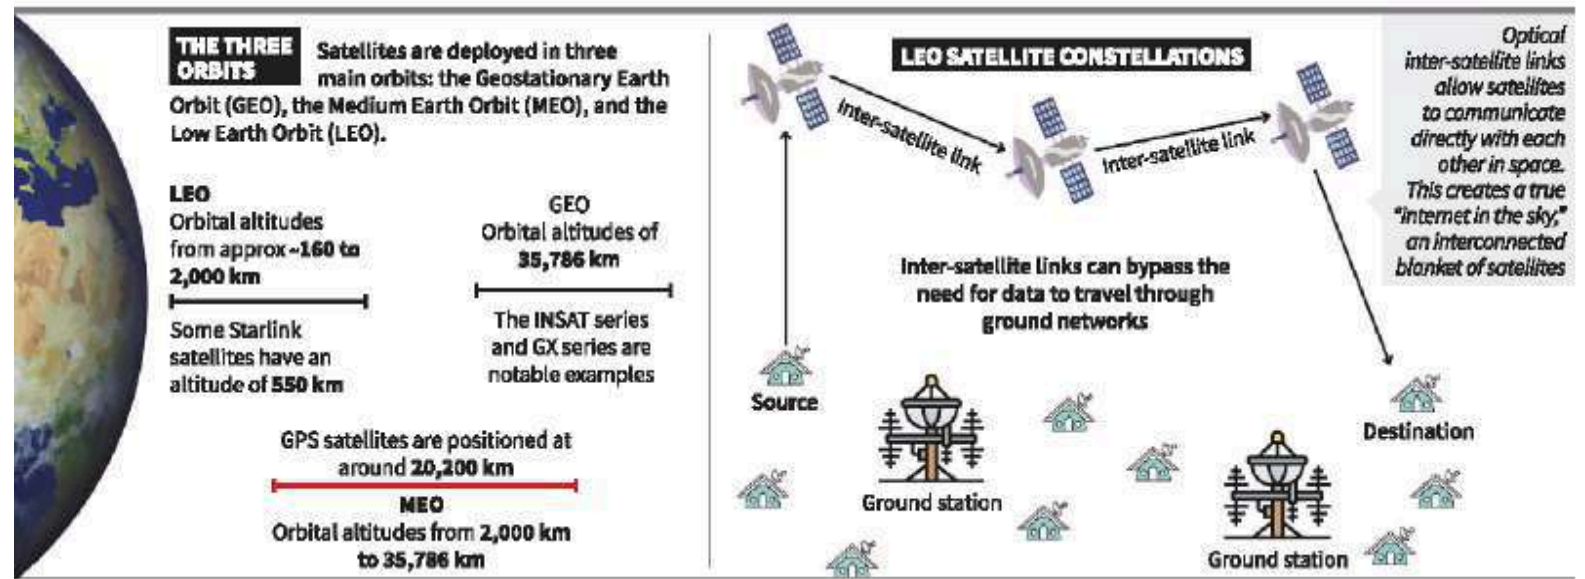 THE THREE
ORBITS
Satellites are deployed in three
main orbits: the Geostationary Earth
Orbit (GEO), the Medium Earth Orbit (MEO), and the
Low Earth Orbit (LEO).
LEO
Orbital altitudes
from approx ~160 to
2,000 km
Some Starlink
satellites have an
altitude of 550 km
GEO
Orbital altitudes of
35,786 km
The INSAT series
and GX series are
notable examples
GPS satellites are positioned at
around 20,200 km
MEO
Orbital altitudes from 2,000 km
to 35,786 km
LEO SATELLITE CONSTELLATIONS
Inter-satellite link
Inter-satellite link
Optical
inter-satellite links
allow satellites
to communicate
directly with each
other in space.
This creates a true
"internet in the sky,"
an interconnected
blanket of satellites
Inter-satellite links can bypass the
need for data to travel through
ground networks
Source
Destination
Ground station
Ground station